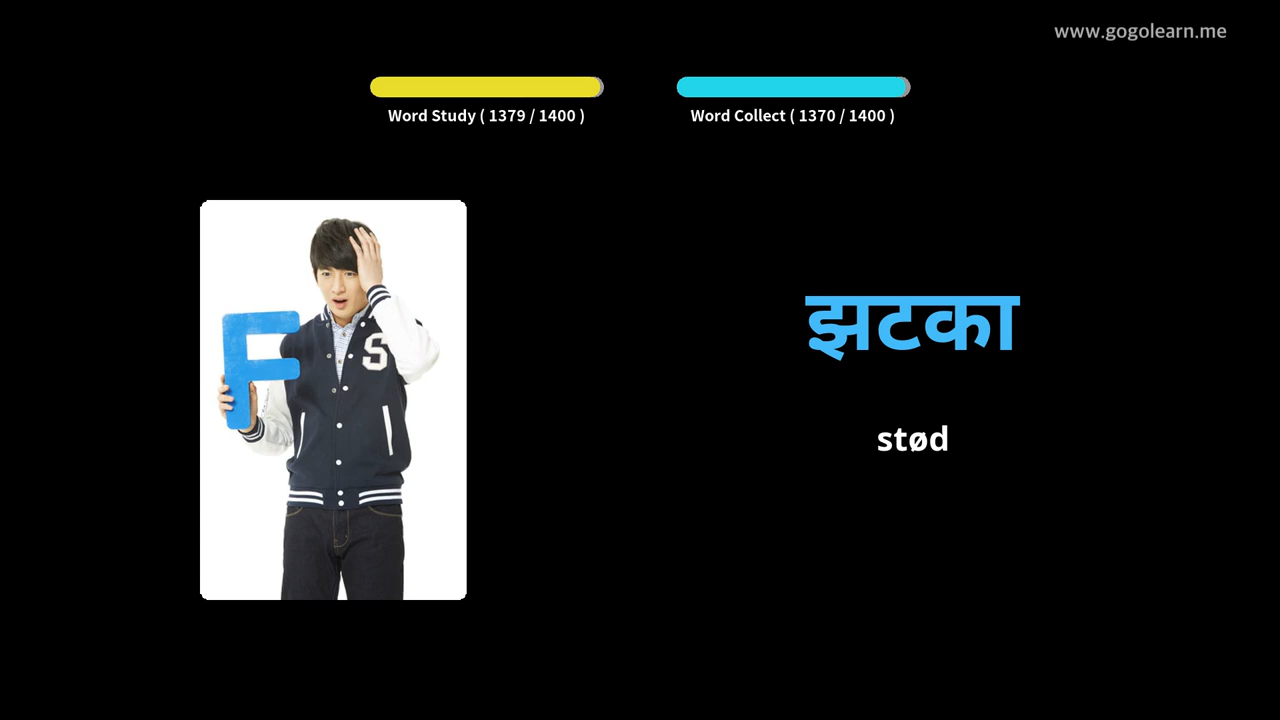 www.gogolearn.me
Word Study ( 1379 / 1400 )
Word Collect ( 1370 / 1400 )
F
S
झटका
stød